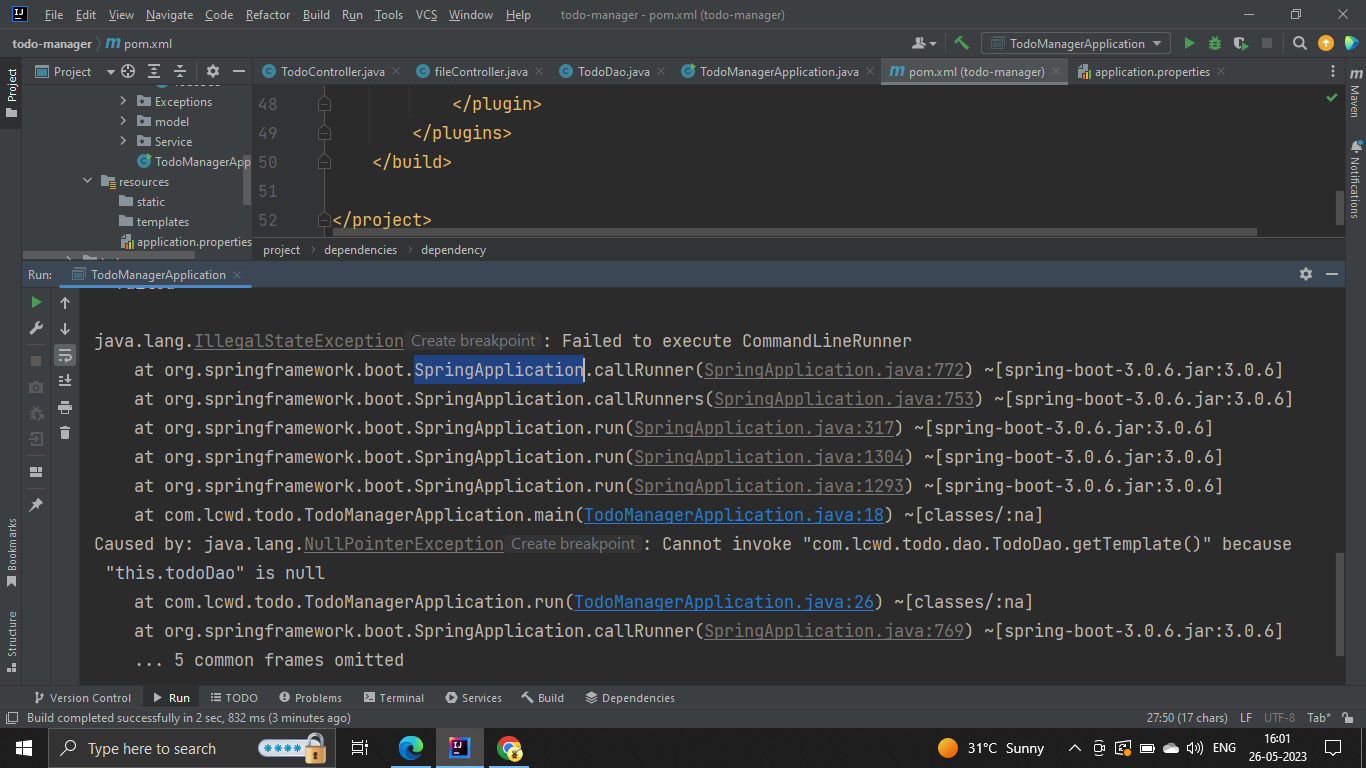 File Edit View Navigate Code Refactor Build Run Tools VCS Window Help todo-manager - pom.xml (todo-manager)
todo-manager pom.xml TodoManagerApplication
Project TodoController.java fileController.java TodoDao.java TodoManagerApplication.java pom.xml (todo-manager) application.properties
Project
Maven
Notifications
Exceptions
model
Service
TodoManagerApp
resources
static
templates
application.properties
48 </plugin>
49 </plugins>
50 </build>
51
52 </project>
project dependencies dependency
Run: TodoManagerApplication
java.lang.IllegalStateException Create breakpoint : Failed to execute CommandLineRunner
at org.springframework.boot.SpringApplication.callRunner(SpringApplication.java:772) ~[spring-boot-3.0.6.jar:3.0.6]
at org.springframework.boot.SpringApplication.callRunners(SpringApplication.java:753) ~[spring-boot-3.0.6.jar:3.0.6]
at org.springframework.boot.SpringApplication.run(SpringApplication.java:317) ~[spring-boot-3.0.6.jar:3.0.6]
at org.springframework.boot.SpringApplication.run(SpringApplication.java:1304) ~[spring-boot-3.0.6.jar:3.0.6]
at org.springframework.boot.SpringApplication.run(SpringApplication.java:1293) ~[spring-boot-3.0.6.jar:3.0.6]
at com.lcwd.todo.TodoManagerApplication.main(TodoManagerApplication.java:18) ~[classes/:na]
Caused by: java.lang.NullPointerException Create breakpoint : Cannot invoke "com.lcwd.todo.dao.TodoDao.getTemplate()" because
"this.todoDao" is null
at com.lcwd.todo.TodoManagerApplication.run(TodoManagerApplication.java:26) ~[classes/:na]
at org.springframework.boot.SpringApplication.callRunner(SpringApplication.java:769) ~[spring-boot-3.0.6.jar:3.0.6]
... 5 common frames omitted
Bookmarks
Structure
Version Control Run TODO Problems Terminal Services Build Dependencies
Build completed successfully in 2 sec, 832 ms (3 minutes ago) 27:50 (17 chars) LF UTF-8 Tab*
Type here to search 31°C Sunny ENG 16:01
26-05-2023